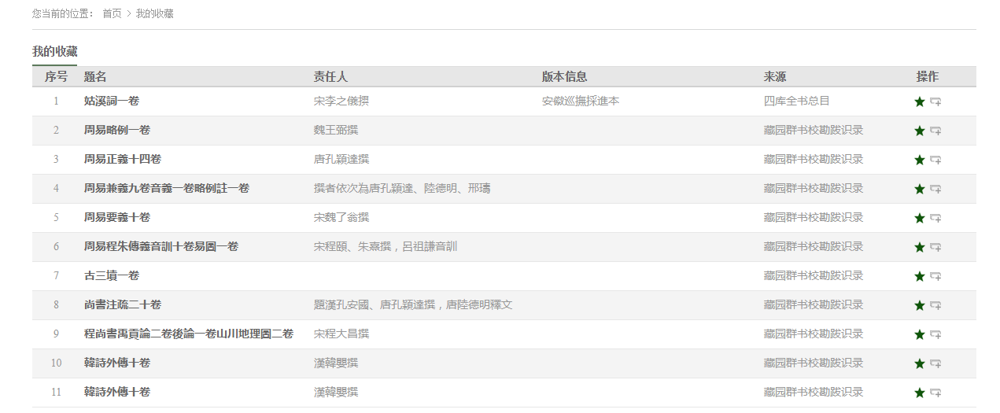 您当前的位置： 首页 > 我的收藏
我的收藏
序号 题名 责任人 版本信息 来源 操作
1 姑溪詞一卷 宋李之儀撰 安徽巡撫採進本 四库全书总目
2 周易略例一卷 魏王弼撰 藏园群书校勘跋识录
3 周易正義十四卷 唐孔穎達撰 藏园群书校勘跋识录
4 周易兼義九卷音義一卷略例註一卷 撰者依次為唐孔穎達、陸德明、邢璹 藏园群书校勘跋识录
5 周易要義十卷 宋魏了翁撰 藏园群书校勘跋识录
6 周易程朱傳義音訓十卷易圖一卷 宋程頤、朱熹撰，呂祖謙音訓 藏园群书校勘跋识录
7 古三墳一卷 藏园群书校勘跋识录
8 尚書注疏二十卷 題漢孔安國、唐孔穎達撰，唐陸德明釋文 藏园群书校勘跋识录
9 程尚書禹貢論二卷後論一卷山川地理圖二卷 宋程大昌撰 藏园群书校勘跋识录
10 韓詩外傳十卷 漢韓嬰撰 藏园群书校勘跋识录
11 韓詩外傳十卷 漢韓嬰撰 藏园群书校勘跋识录